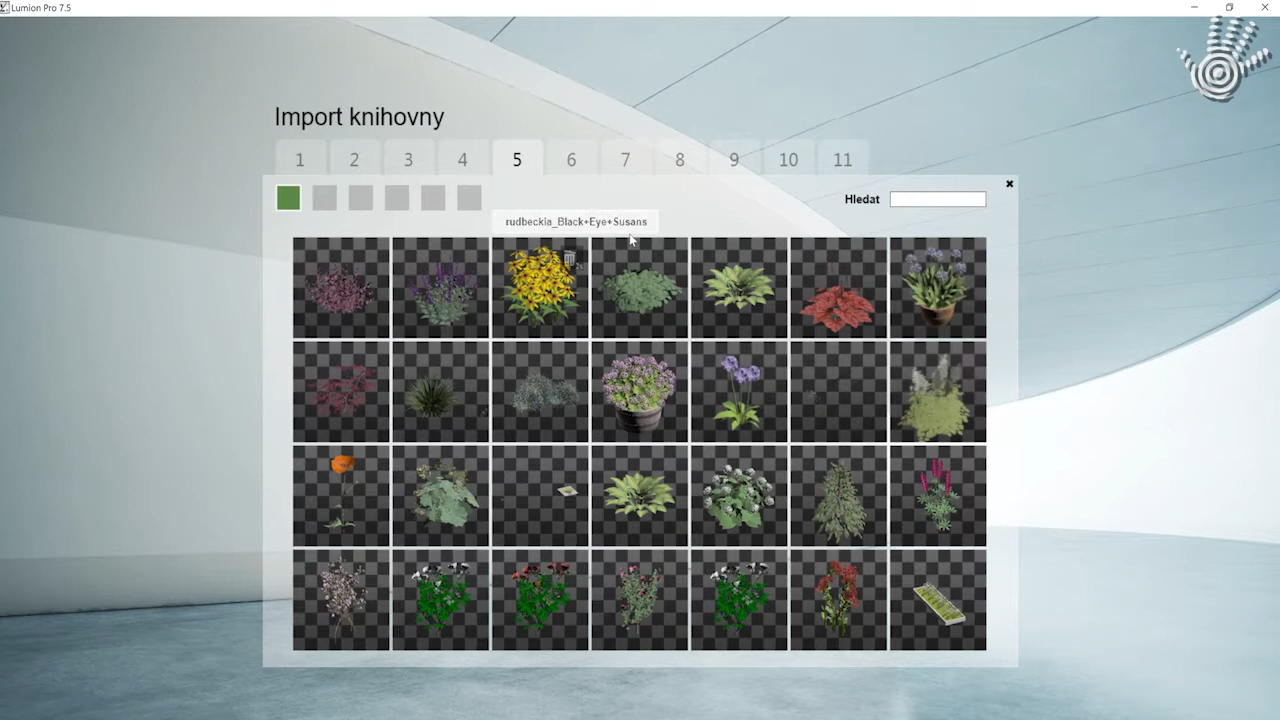 Lumion Pro 7.5
Import knihovny
1 2 3 4 5 6 7 8 9 10 11
Hledat
rudbeckia_Black+Eye+Susans